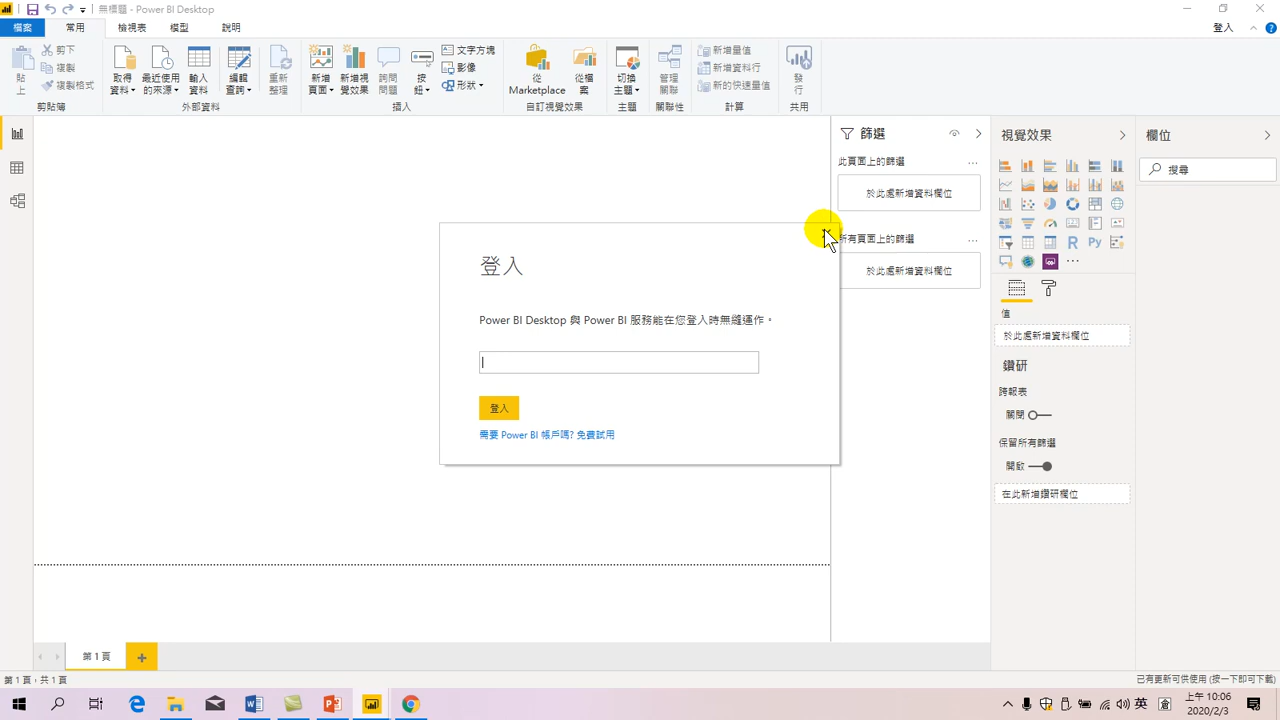 無標題 - Power BI Desktop
檔案 常用 檢視表 模型 說明 登入
貼上
剪下
複製
複製格式
剪貼簿
取得資料
最近使用的來源
輸入資料
編輯查詢
外部資料
重新整理
新增頁面
新增視覺效果
詢問問題
按鈕
文字方塊
影像
形狀
插入
從 Marketplace
從檔案
自訂視覺效果
切換主題
主題
管理關聯
關聯性
新增量值
新增資料行
新的快速量值
計算
發行
共用
篩選
此頁面上的篩選
於此處新增資料欄位
所有頁面上的篩選
於此處新增資料欄位
視覺效果
R Py
值
於此處新增資料欄位
鑽研
跨報表
關閉
保留所有篩選
開啟
在此新增鑽研欄位
欄位
搜尋
登入
Power BI Desktop 與 Power BI 服務能在您登入時無縫運作。
登入
需要 Power BI 帳戶嗎? 免費試用
第 1 頁
第 1 頁，共 1 頁
已有更新可供使用 (按一下即可下載)
英
上午 10:06
2020/2/3